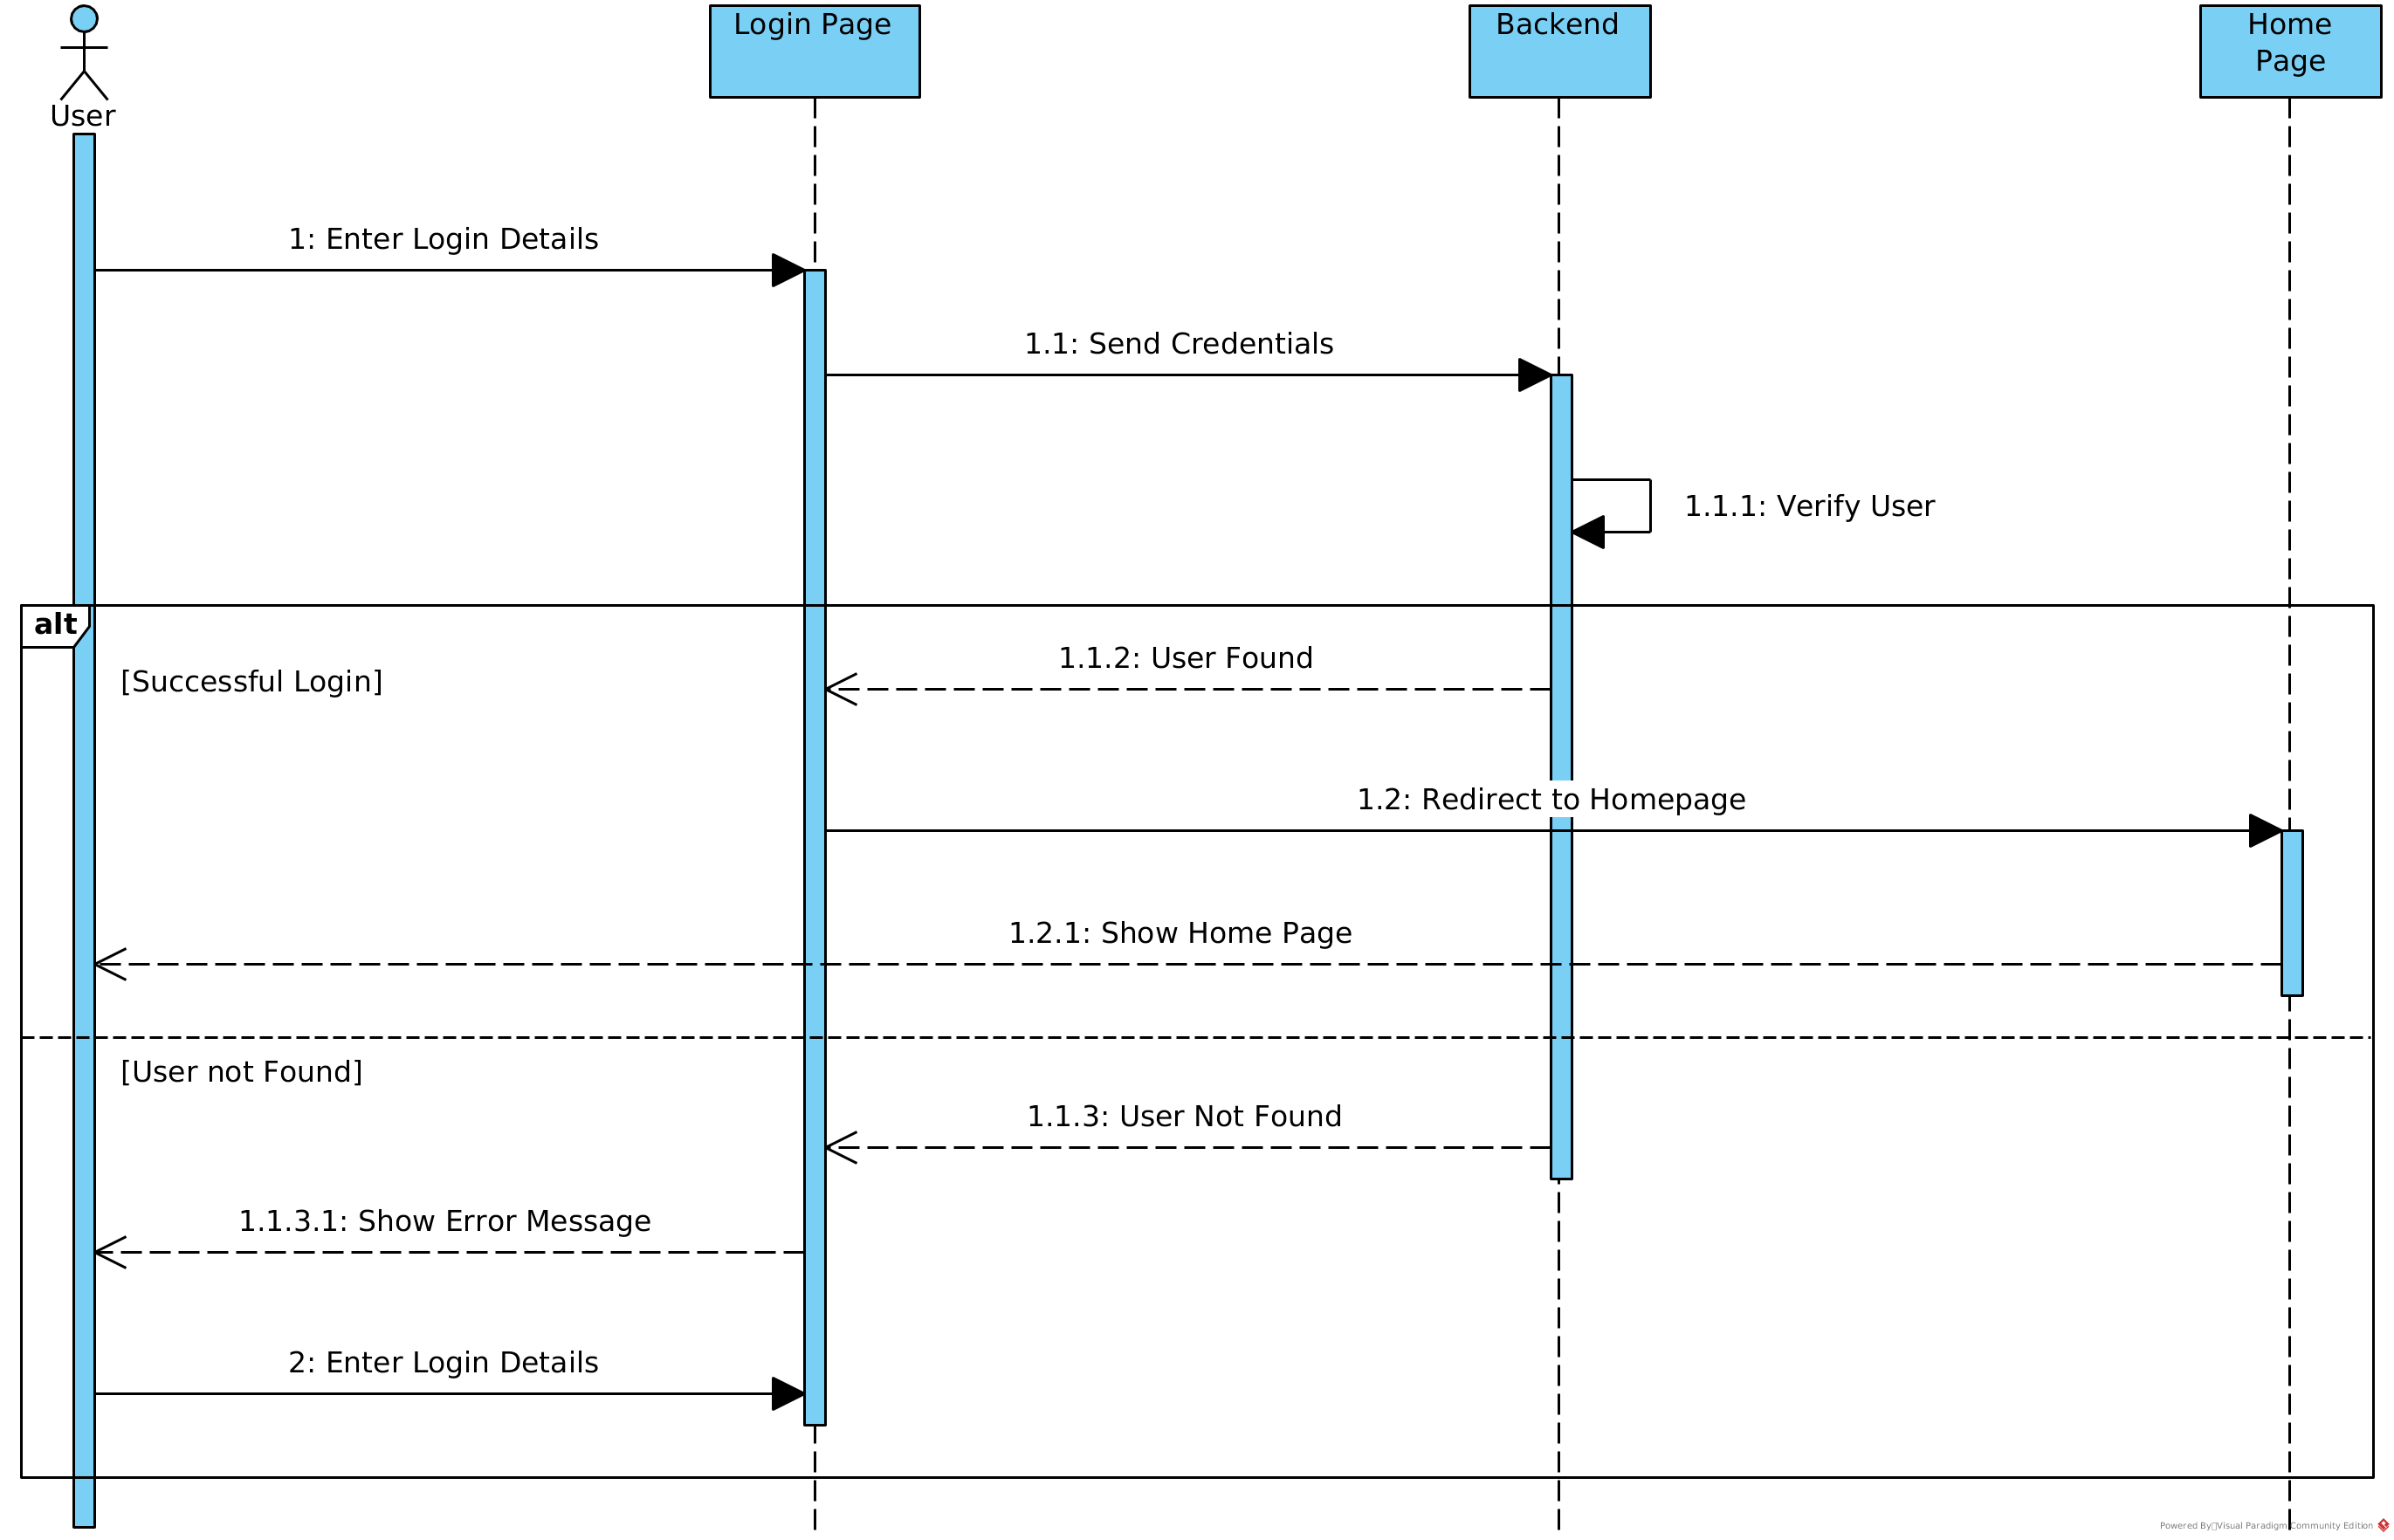 User
Login Page
Backend
Home
Page
1: Enter Login Details
1.1: Send Credentials
1.1.1: Verify User
alt
[Successful Login]
1.1.2: User Found
1.2: Redirect to Homepage
1.2.1: Show Home Page
[User not Found]
1.1.3: User Not Found
1.1.3.1: Show Error Message
2: Enter Login Details
Powered By Visual Paradigm Community Edition